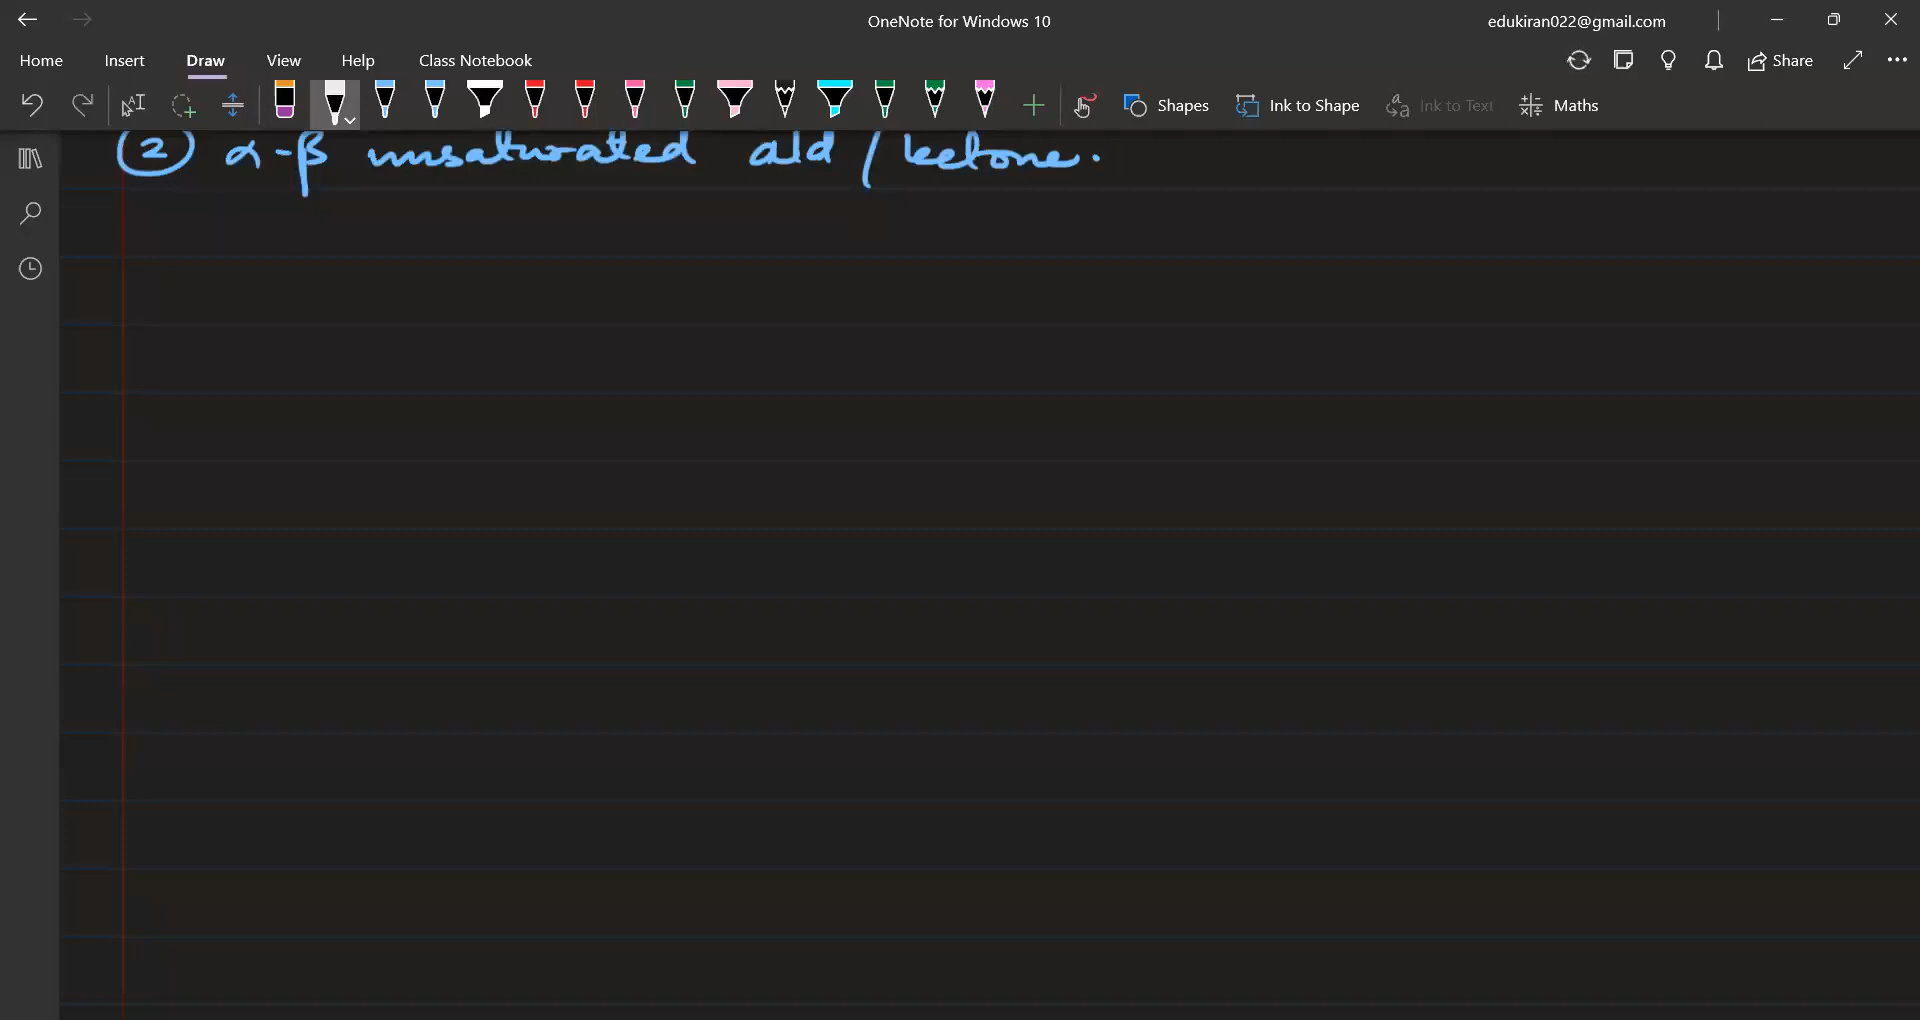 OneNote for Windows 10
edukiran022@gmail.com
Home Insert Draw View Help Class Notebook Share
Shapes Ink to Shape Ink to Text Maths
② α-β unsaturated ald / ketone.